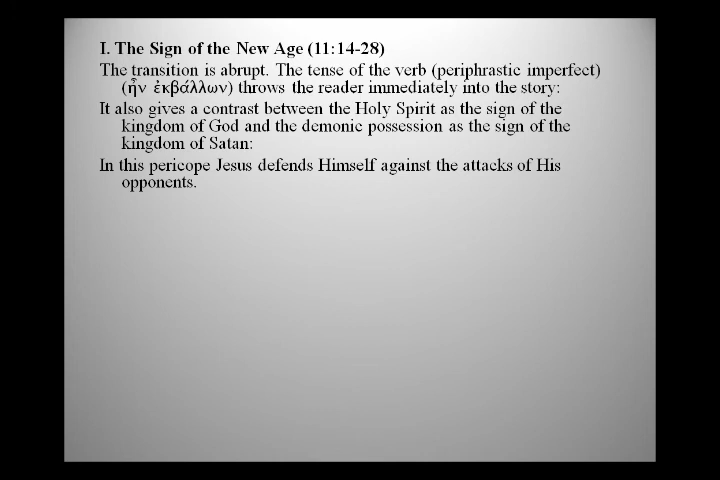 I. The Sign of the New Age (11:14-28)
The transition is abrupt. The tense of the verb (periphrastic imperfect)
(ἦν ἐκβάλλων) throws the reader immediately into the story:
It also gives a contrast between the Holy Spirit as the sign of the
kingdom of God and the demonic possession as the sign of the
kingdom of Satan:
In this pericope Jesus defends Himself against the attacks of His
opponents.